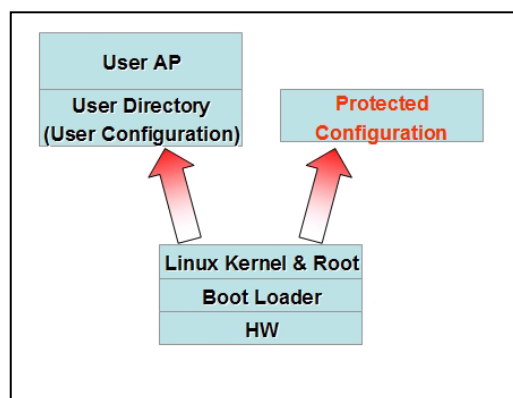 User AP
User Directory
(User Configuration)
Protected
Configuration
Linux Kernel & Root
Boot Loader
HW